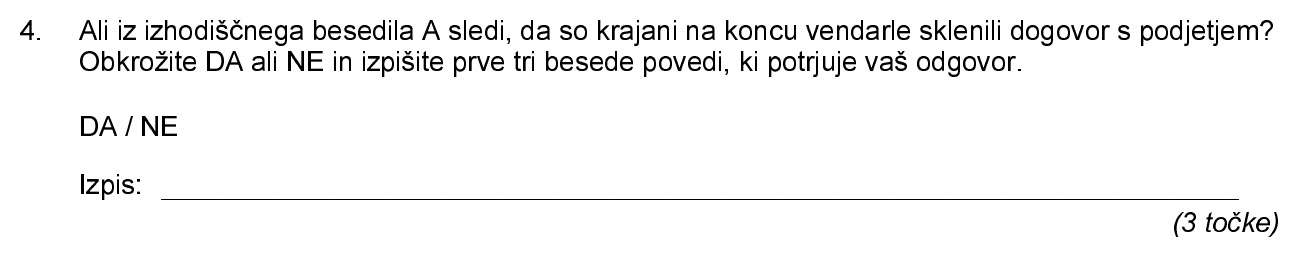 4. Ali iz izhodiščnega besedila A sledi, da so krajani na koncu vendarle sklenili dogovor s podjetjem?
Obkrožite DA ali NE in izpišite prve tri besede povedi, ki potrjuje vaš odgovor.
DA / NE
Izpis:
(3 točke)